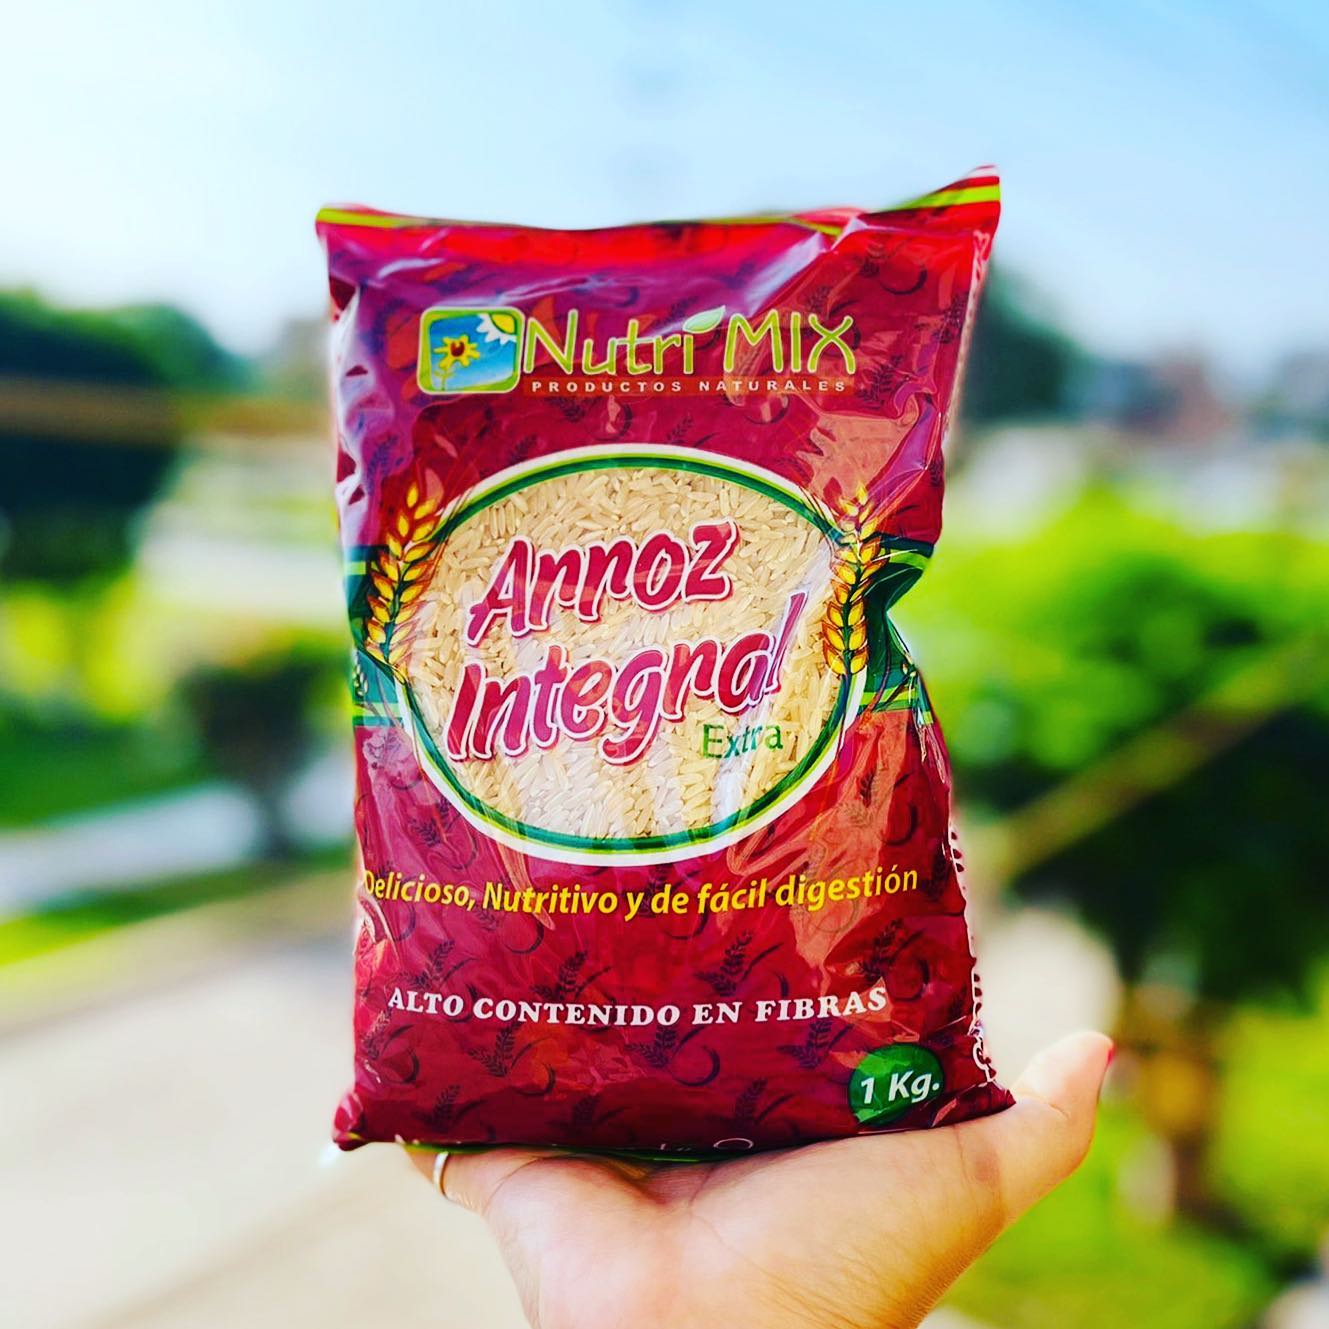 Nutri MIX
PRODUCTOS NATURALES
Arroz
Integral
Extra
Delicioso, Nutritivo y de fácil digestión
ALTO CONTENIDO EN FIBRAS
1 Kg.